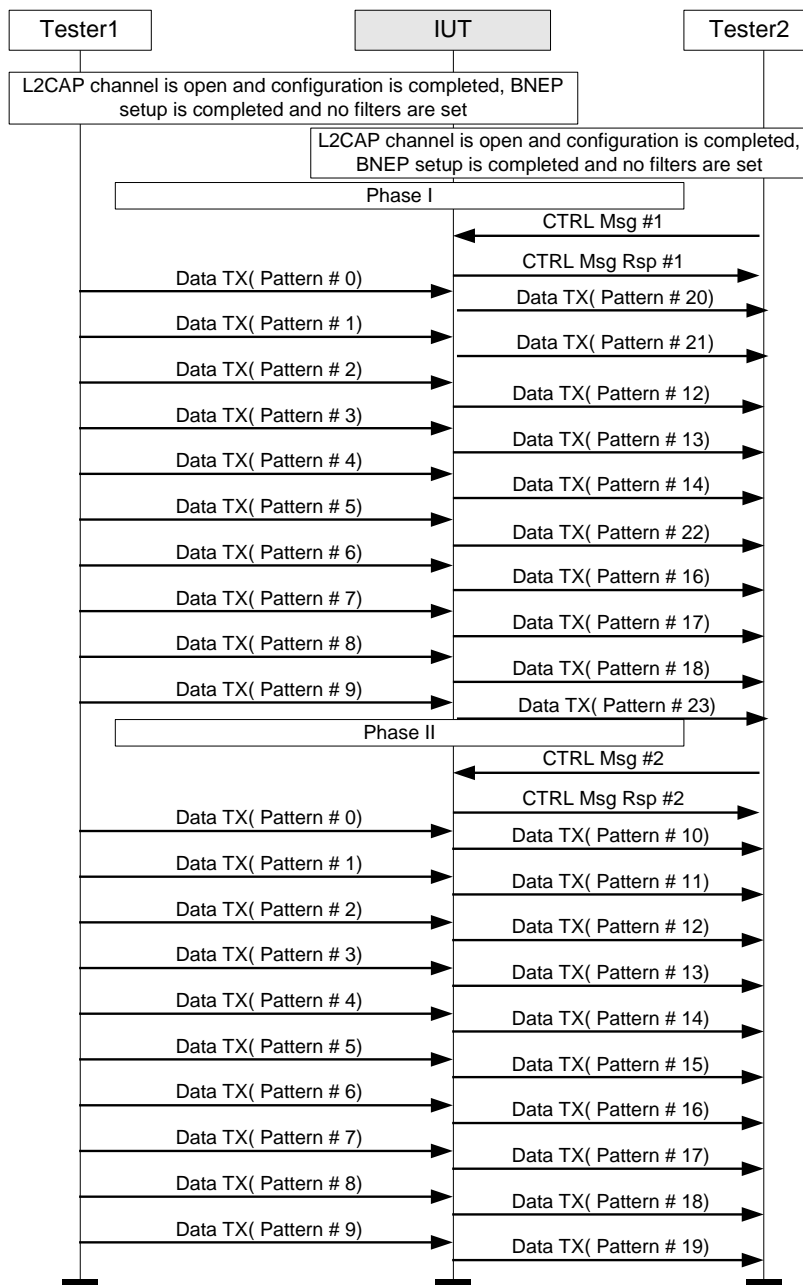 Tester1
IUT
Tester2
L2CAP channel is open and configuration is completed, BNEP
setup is completed and no filters are set
L2CAP channel is open and configuration is completed,
BNEP setup is completed and no filters are set
Phase I
CTRL Msg #1
CTRL Msg Rsp #1
Data TX( Pattern # 0)
Data TX( Pattern # 20)
Data TX( Pattern # 1)
Data TX( Pattern # 21)
Data TX( Pattern # 2)
Data TX( Pattern # 12)
Data TX( Pattern # 3)
Data TX( Pattern # 13)
Data TX( Pattern # 4)
Data TX( Pattern # 14)
Data TX( Pattern # 5)
Data TX( Pattern # 22)
Data TX( Pattern # 6)
Data TX( Pattern # 16)
Data TX( Pattern # 7)
Data TX( Pattern # 17)
Data TX( Pattern # 8)
Data TX( Pattern # 18)
Data TX( Pattern # 9)
Data TX( Pattern # 23)
Phase II
CTRL Msg #2
CTRL Msg Rsp #2
Data TX( Pattern # 0)
Data TX( Pattern # 10)
Data TX( Pattern # 1)
Data TX( Pattern # 11)
Data TX( Pattern # 2)
Data TX( Pattern # 12)
Data TX( Pattern # 3)
Data TX( Pattern # 13)
Data TX( Pattern # 4)
Data TX( Pattern # 14)
Data TX( Pattern # 5)
Data TX( Pattern # 15)
Data TX( Pattern # 6)
Data TX( Pattern # 16)
Data TX( Pattern # 7)
Data TX( Pattern # 17)
Data TX( Pattern # 8)
Data TX( Pattern # 18)
Data TX( Pattern # 9)
Data TX( Pattern # 19)